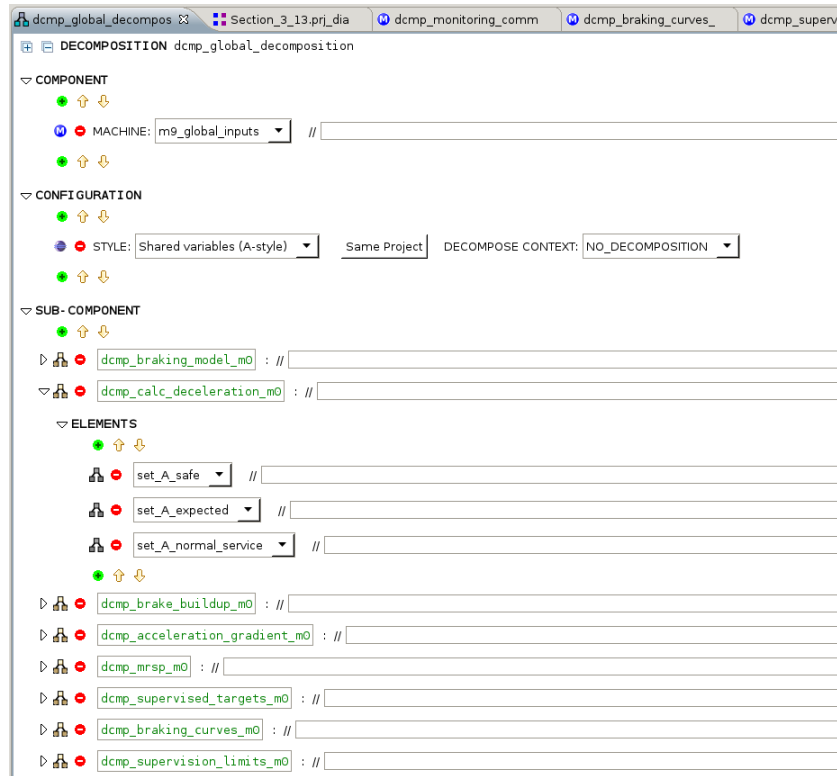 dcmp_global_decompos Section_3_13.prj_dia dcmp_monitoring_comm dcmp_braking_curves_ dcmp_superv
DECOMPOSITION dcmp_global_decomposition
COMPONENT
M MACHINE: m9_global_inputs //
CONFIGURATION
STYLE: Shared variables (A-style) Same Project DECOMPOSE CONTEXT: NO_DECOMPOSITION
SUB-COMPONENT
dcmp_braking_model_m0 : //
dcmp_calc_deceleration_m0 : //
ELEMENTS
set_A_safe //
set_A_expected //
set_A_normal_service //
dcmp_brake_buildup_m0 : //
dcmp_acceleration_gradient_m0 : //
dcmp_mrsp_m0 : //
dcmp_supervised_targets_m0 : //
dcmp_braking_curves_m0 : //
dcmp_supervision_limits_m0 : //